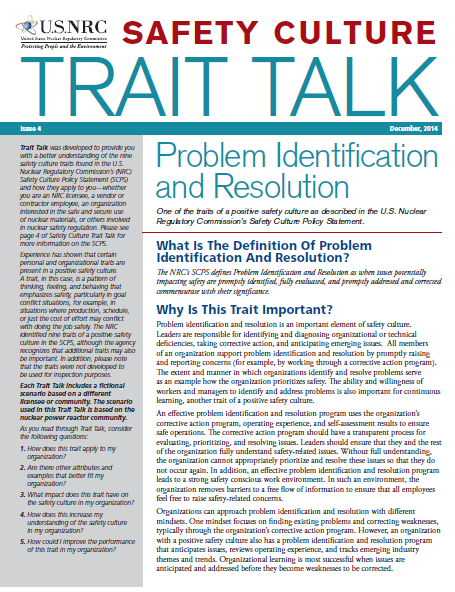 U.S.NRC
United States Nuclear Regulatory Commission
Protecting People and the Environment
SAFETY CULTURE
TRAIT TALK
Issue 4
December, 2014
Trait Talk was developed to provide you
with a better understanding of the nine
safety culture traits found in the U.S.
Nuclear Regulatory Commission's (NRC)
Safety Culture Policy Statement (SCPS)
and how they apply to you—whether
you are an NRC licensee, a vendor or
contractor employee, an organization
interested in the safe and secure use
of nuclear materials, or others involved
in nuclear safety regulation. Please see
page 4 of Safety Culture Trait Talk for
more information on the SCPS.
Experience has shown that certain
personal and organizational traits are
present in a positive safety culture.
A trait, in this case, is a pattern of
thinking, feeling, and behaving that
emphasizes safety, particularly in goal
conflict situations, for example, in
situations where production, schedule,
or just the cost of effort may conflict
with doing the job safely. The NRC
identified nine traits of a positive safety
culture in the SCPS, although the agency
recognizes that additional traits may also
be important. In addition, please note
that the traits were not developed to
be used for inspection purposes.
Each Trait Talk includes a fictional
scenario based on a different
licensee or community. The scenario
used in this Trait Talk is based on the
nuclear power reactor community.
As you read through Trait Talk, consider
the following questions:
1. How does this trait apply to my
organization?
2. Are there other attributes and
examples that better fit my
organization?
3. What impact does this trait have on
the safety culture in my organization?
4. How does this increase my
understanding of the safety culture
in my organization?
5. How could I improve the performance
of this trait in my organization?
Problem Identification
and Resolution
One of the traits of a positive safety culture as described in the U.S. Nuclear
Regulatory Commission's Safety Culture Policy Statement.
What Is The Definition Of Problem
Identification And Resolution?
The NRC's SCPS defines Problem Identification and Resolution as when issues potentially
impacting safety are promptly identified, fully evaluated, and promptly addressed and corrected
commensurate with their significance.
Why Is This Trait Important?
Problem identification and resolution is an important element of safety culture.
Leaders are responsible for identifying and diagnosing organizational or technical
deficiencies, taking corrective action, and anticipating emerging issues. All members
of an organization support problem identification and resolution by promptly raising
and reporting concerns (for example, by working through a corrective action program).
The extent and manner in which organizations identify and resolve problems serve
as an example how the organization prioritizes safety. The ability and willingness of
workers and managers to identify and address problems is also important for continuous
learning, another trait of a positive safety culture.
An effective problem identification and resolution program uses the organization's
corrective action program, operating experience, and self-assessment results to ensure
safe operations. The corrective action program should have a transparent process for
evaluating, prioritizing, and resolving issues. Leaders should ensure that they and the rest
of the organization fully understand safety-related issues. Without full understanding,
the organization cannot appropriately prioritize and resolve these issues so that they do
not occur again. In addition, an effective problem identification and resolution program
leads to a strong safety conscious work environment. In such an environment, the
organization removes barriers to a free flow of information to ensure that all employees
feel free to raise safety-related concerns.
Organizations can approach problem identification and resolution with different
mindsets. One mindset focuses on finding existing problems and correcting weaknesses,
typically through the organization's corrective action program. However, an organization
with a positive safety culture also has a problem identification and resolution program
that anticipates issues, reviews operating experience, and tracks emerging industry
themes and trends. Organizational learning is most successful when issues are
anticipated and addressed before they become weaknesses to be corrected.